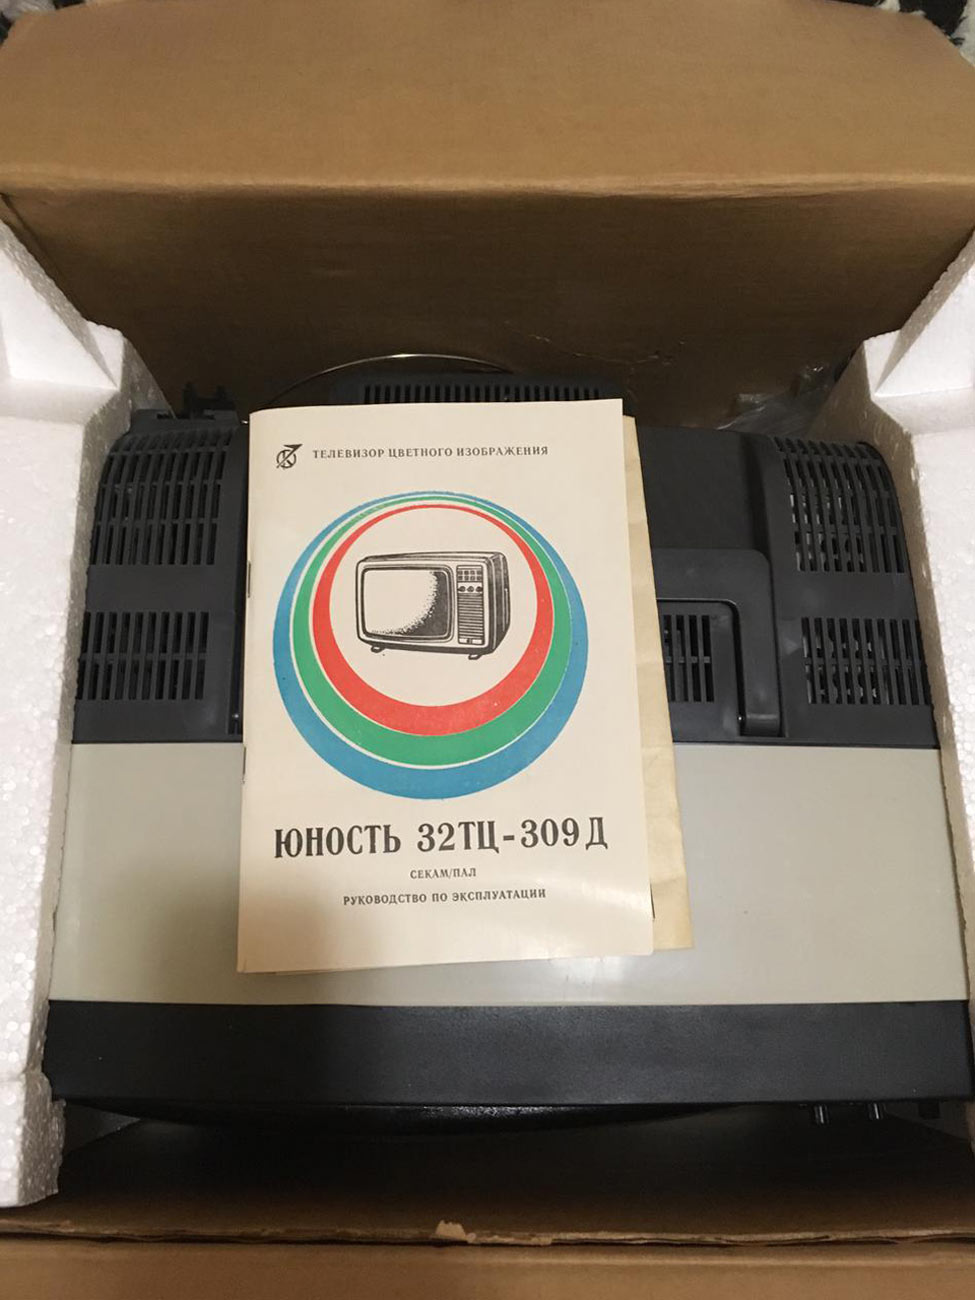 ТЕЛЕВИЗОР ЦВЕТНОГО ИЗОБРАЖЕНИЯ
ЮНОСТЬ 32ТЦ-309Д
СЕКАМ/ПАЛ
РУКОВОДСТВО ПО ЭКСПЛУАТАЦИИ